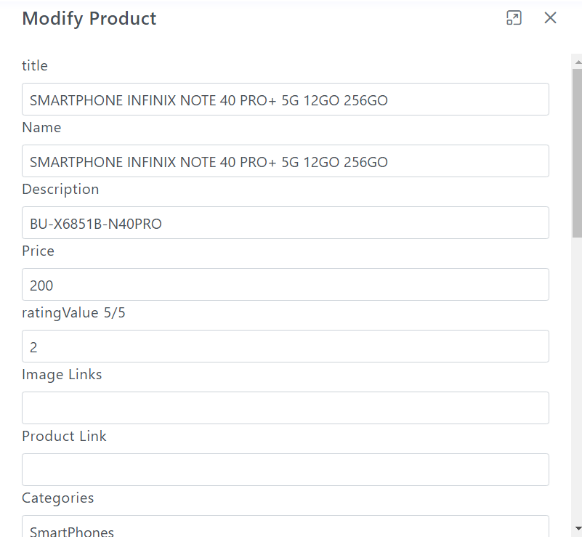 Modify Product
title
SMARTPHONE INFINIX NOTE 40 PRO+ 5G 12GO 256GO
Name
SMARTPHONE INFINIX NOTE 40 PRO+ 5G 12GO 256GO
Description
BU-X6851B-N40PRO
Price
200
ratingValue 5/5
2
Image Links
Product Link
Categories
SmartPhones